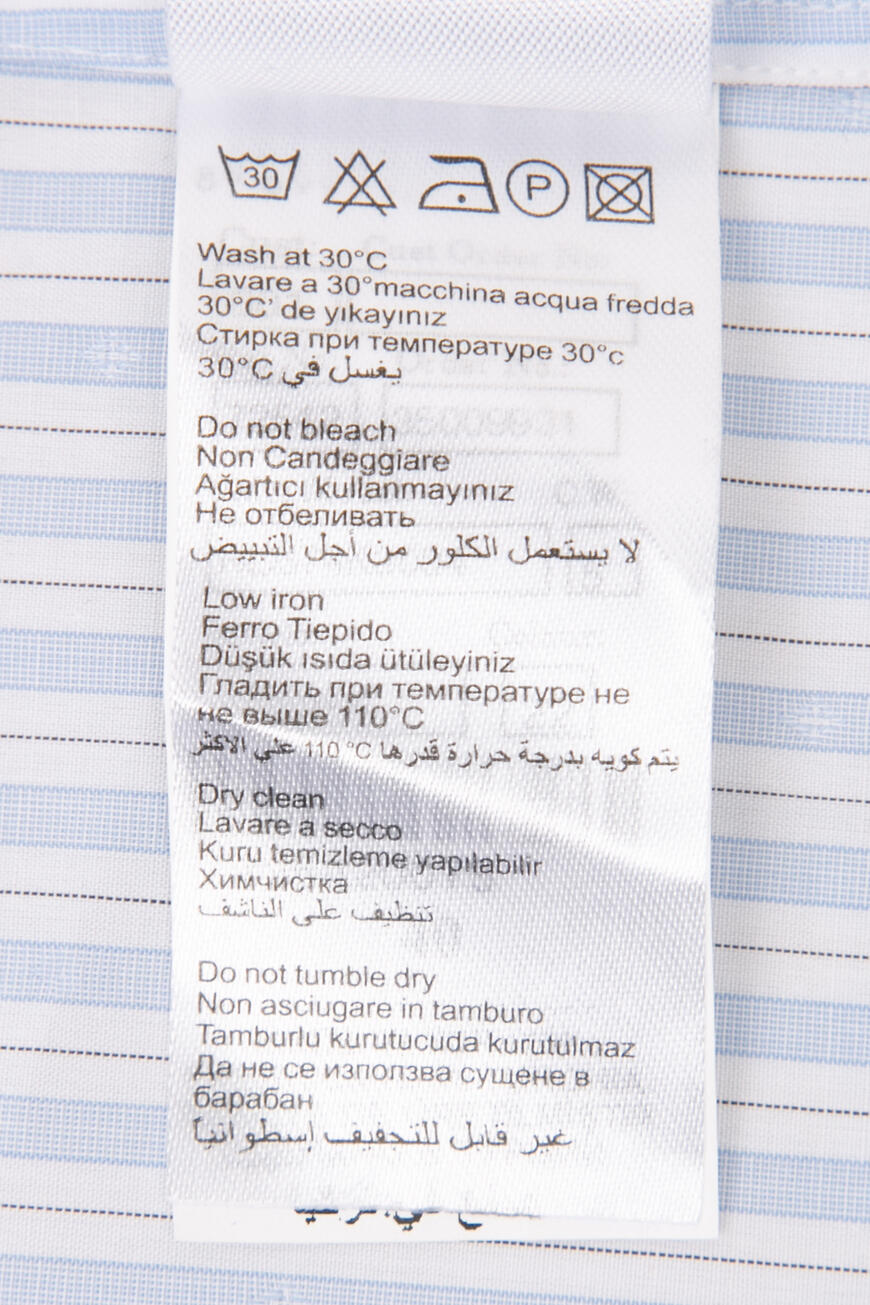 30
P
Wash at 30°C
Lavare a 30°macchina acqua fredda
30°C' de yıkayınız
Стирка при температуре 30°c
يغسل في 30°C
Do not bleach
Non Candeggiare
Ağartıcı kullanmayınız
Не отбеливать
لا يستعمل الكلور من أجل التبييض
Low iron
Ferro Tiepido
Düşük ısıda ütüleyiniz
Гладить при температуре не
не выше 110°C
يتم كويه بدرجة حرارة قدرها 110 °C على الاكثر
Dry clean
Lavare a secco
Kuru temizleme yapılabilir
Химчистка
تنظيف على الناشف
Do not tumble dry
Non asciugare in tamburo
Tamburlu kurutucuda kurutulmaz
Да не се използва сущене в
барабан
غير قابل للتجفيف إسطو انياً